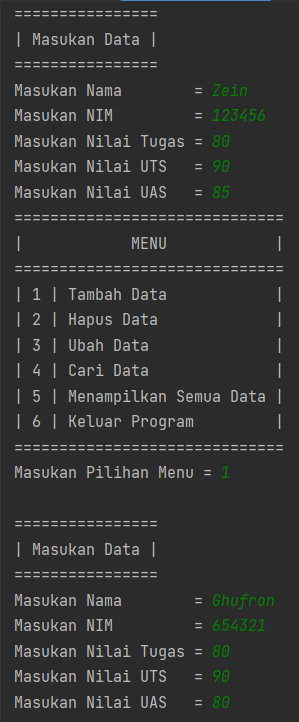 ================
| Masukan Data |
================
Masukan Nama        = Zein
Masukan NIM         = 123456
Masukan Nilai Tugas = 80
Masukan Nilai UTS   = 90
Masukan Nilai UAS   = 85
==============================
|            MENU            |
==============================
| 1 | Tambah Data            |
| 2 | Hapus Data             |
| 3 | Ubah Data              |
| 4 | Cari Data              |
| 5 | Menampilkan Semua Data |
| 6 | Keluar Program         |
==============================
Masukan Pilihan Menu = 1

================
| Masukan Data |
================
Masukan Nama        = Ghufron
Masukan NIM         = 654321
Masukan Nilai Tugas = 80
Masukan Nilai UTS   = 90
Masukan Nilai UAS   = 80